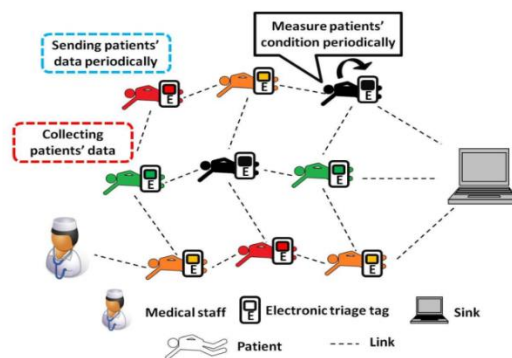 Sending patients'
data periodically
Measure patients'
condition periodically
E
E
E
Collecting
patients' data
E
E
E
E
E
E
Medical staff
E
Electronic triage tag
Sink
Patient
Link